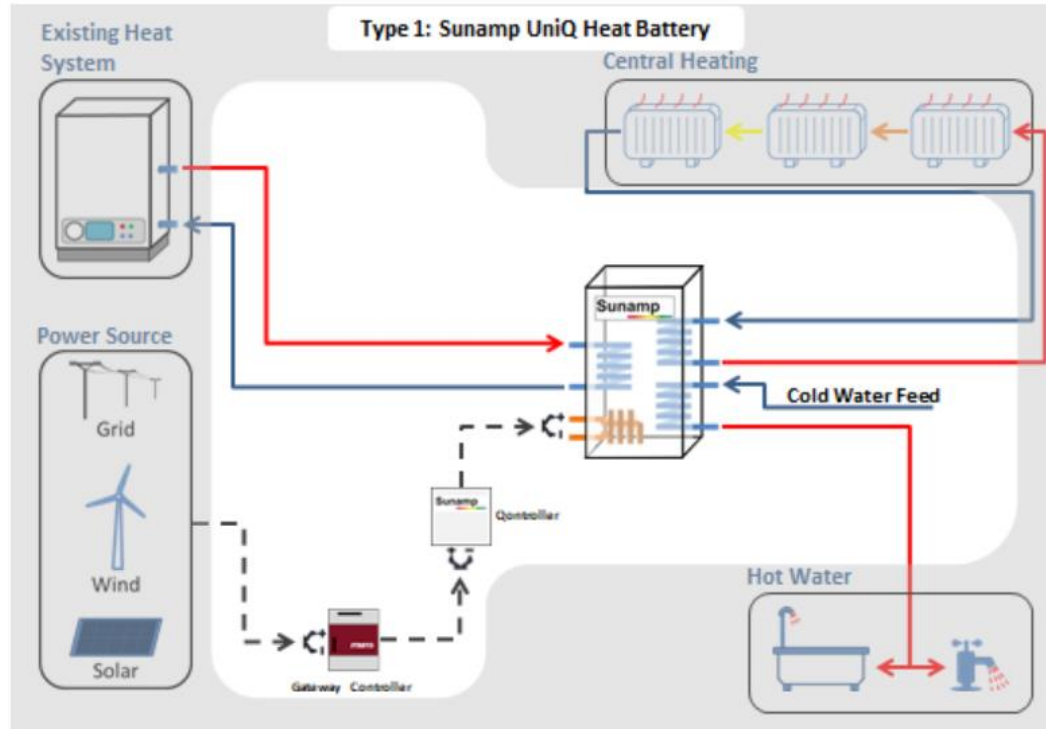 Type 1: Sunamp UniQ Heat Battery
Existing Heat
System
Central Heating
Sunamp
Power Source
Cold Water Feed
Grid
Sunamp
Qontroller
Wind
Hot Water
Solar
Gateway Controller